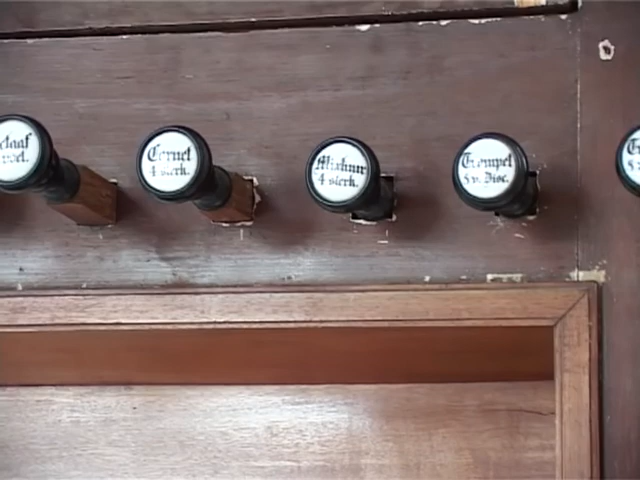 Cornet
4 sterk.
Mixtuur
4 sterk.
Trompet
8 v. Disc.